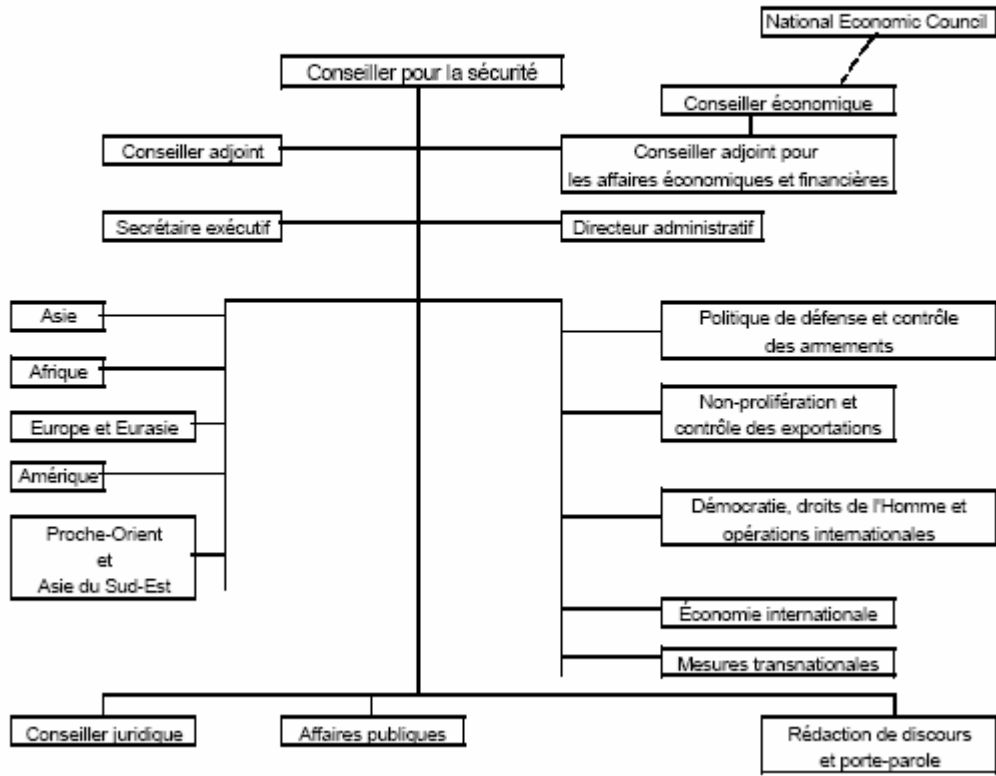 National Economic Council
Conseiller pour la sécurité
Conseiller économique
Conseiller adjoint
Conseiller adjoint pour
les affaires économiques et financières
Secrétaire exécutif
Directeur administratif
Asie
Afrique
Europe et Eurasie
Amérique
Proche-Orient
et
Asie du Sud-Est
Politique de défense et contrôle
des armements
Non-prolifération et
contrôle des exportations
Démocratie, droits de l'Homme et
opérations internationales
Économie internationale
Mesures transnationales
Conseiller juridique
Affaires publiques
Rédaction de discours
et porte-parole